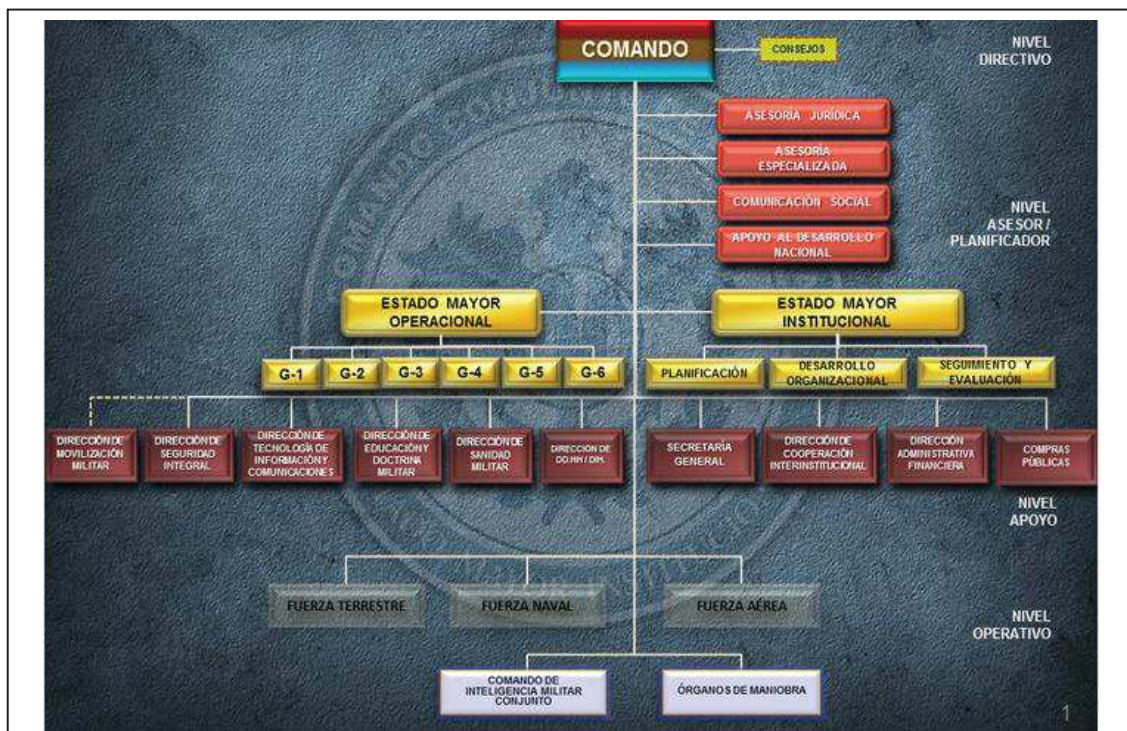 COMANDO
CONSEJOS
NIVEL
DIRECTIVO
ASESORÍA JURÍDICA
ASESORÍA
ESPECIALIZADA
COMUNICACIÓN SOCIAL
APOYO AL DESARROLLO
NACIONAL
NIVEL
ASESOR /
PLANIFICADOR
ESTADO MAYOR
OPERACIONAL
ESTADO MAYOR
INSTITUCIONAL
G-1
G-2
G-3
G-4
G-5
G-6
PLANIFICACIÓN
DESARROLLO
ORGANIZACIONAL
SEGUIMIENTO Y
EVALUACIÓN
DIRECCIÓN DE
MOVILIZACIÓN
MILITAR
DIRECCIÓN DE
SEGURIDAD
INTEGRAL
DIRECCIÓN DE
TECNOLOGÍA DE
INFORMACIÓN Y
COMUNICACIONES
DIRECCIÓN DE
EDUCACIÓN Y
DOCTRINA
MILITAR
DIRECCIÓN DE
SANIDAD
MILITAR
DIRECCIÓN DE
DD.HH / DIH.
SECRETARÍA
GENERAL
DIRECCIÓN DE
COOPERACIÓN
INTERINSTITUCIONAL
DIRECCIÓN
ADMINISTRATIVA
FINANCIERA
COMPRAS
PÚBLICAS
NIVEL
APOYO
FUERZA TERRESTRE
FUERZA NAVAL
FUERZA AÉREA
NIVEL
OPERATIVO
COMANDO DE
INTELIGENCIA MILITAR
CONJUNTO
ÓRGANOS DE MANIOBRA
1